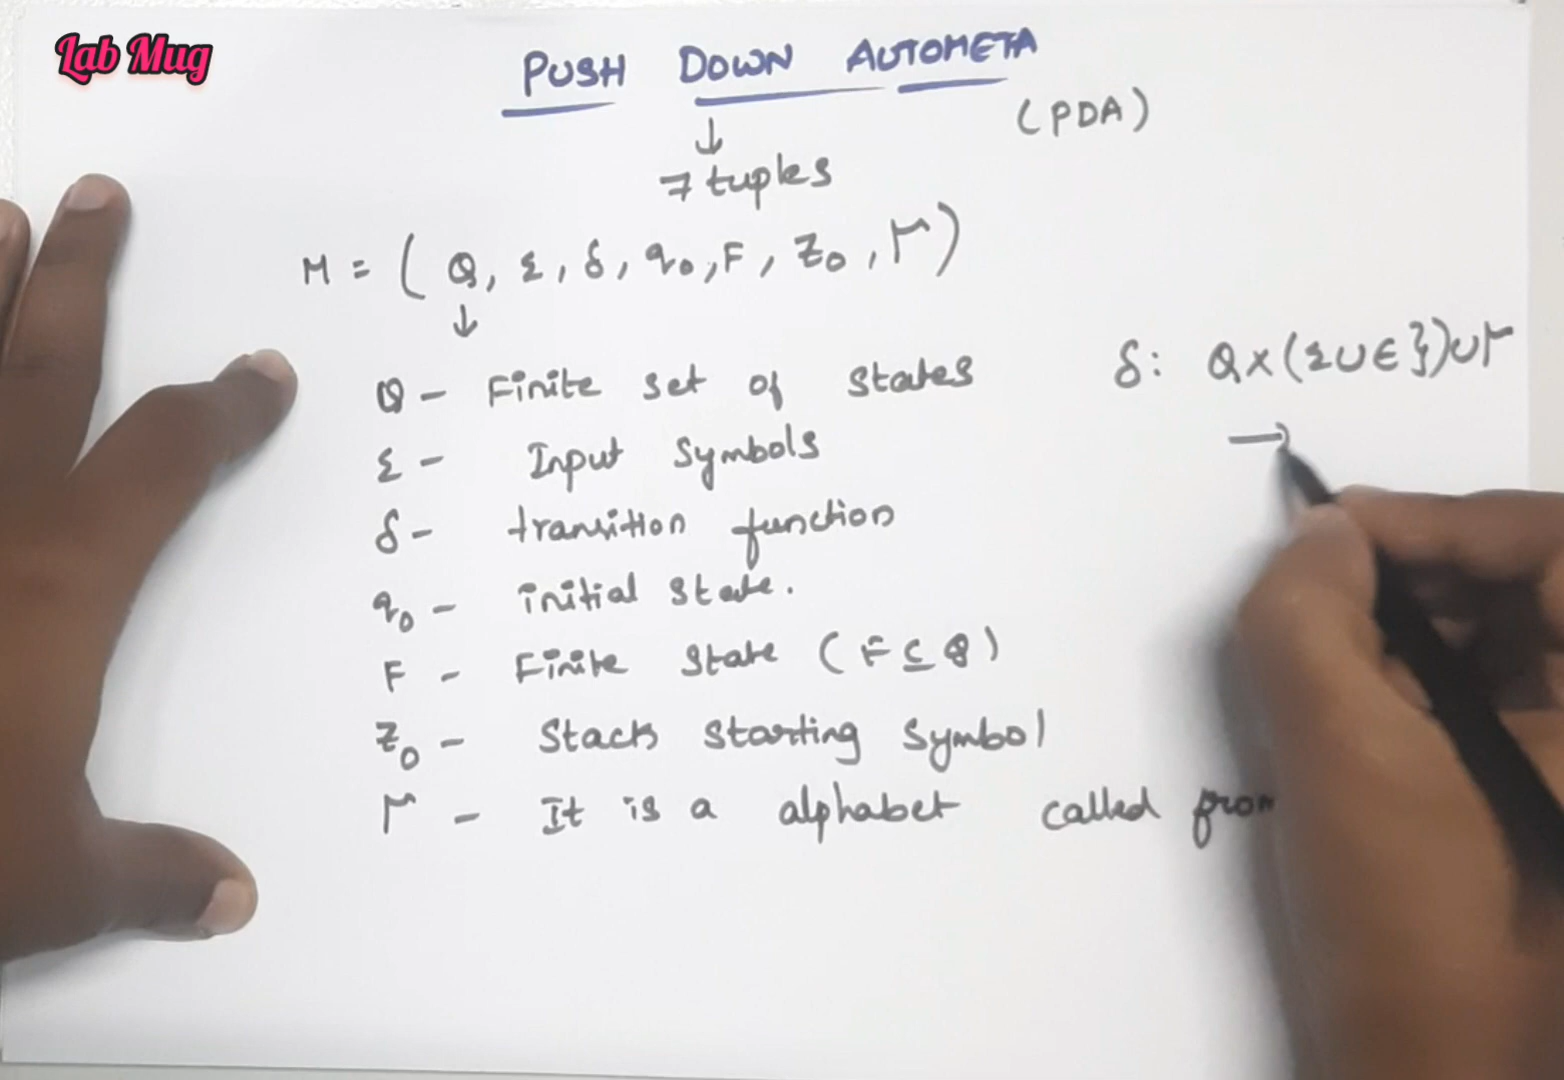 Lab Mug
PUSH DOWN AUTOMETA
(PDA)
↓
7 tuples
M = ( Q, Σ, δ, q₀, F, Z₀, Γ )
↓
Q - Finite set of states
Σ - Input Symbols
δ - transition function
q₀ - initial state.
F - Finite state (F ⊆ Q)
Z₀ - Stack starting symbol
Γ - It is a alphabet called from
δ: Q × (Σ ∪ ∈ }) ∪ Γ
→